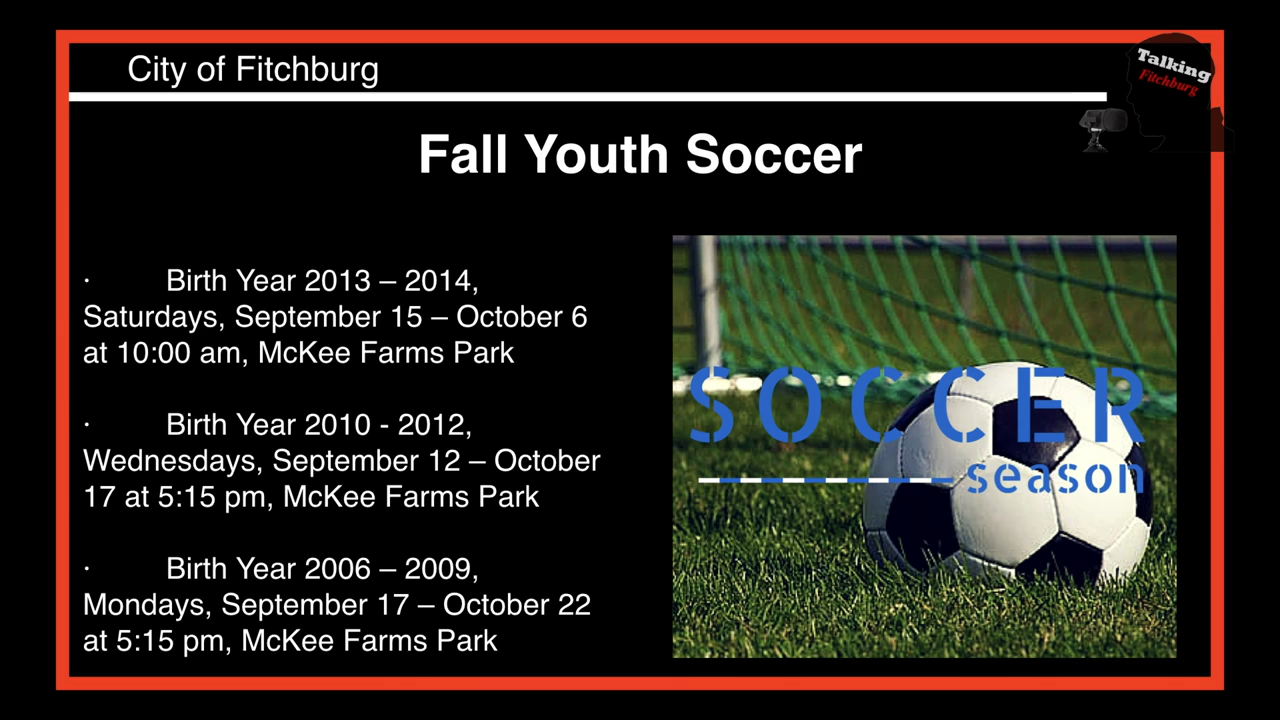 City of Fitchburg
Talking
Fitchburg
Fall Youth Soccer
· Birth Year 2013 – 2014,
Saturdays, September 15 – October 6
at 10:00 am, McKee Farms Park
· Birth Year 2010 - 2012,
Wednesdays, September 12 – October
17 at 5:15 pm, McKee Farms Park
· Birth Year 2006 – 2009,
Mondays, September 17 – October 22
at 5:15 pm, McKee Farms Park
SOCCER
season